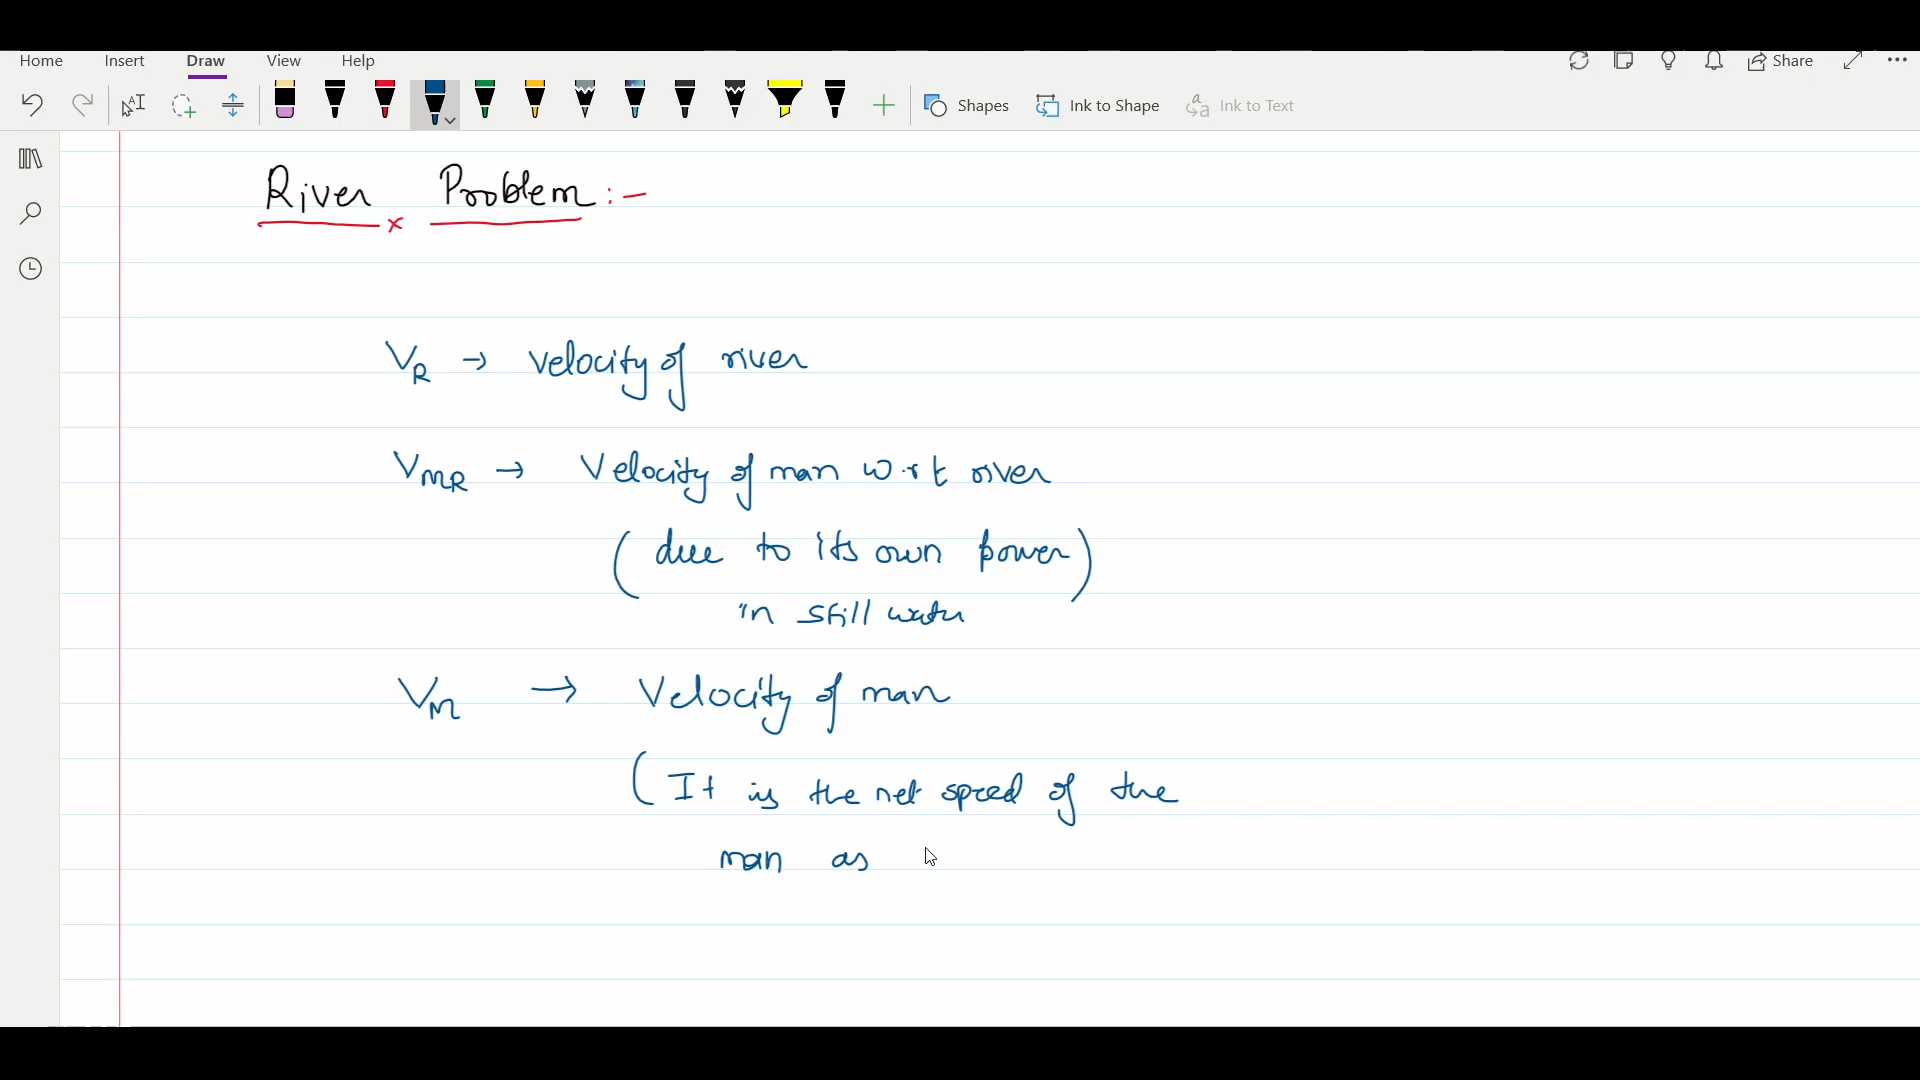 Home Insert Draw View Help Share
Shapes Ink to Shape Ink to Text
River Problem :-
VR → velocity of river
VMR → Velocity of man w.r.t river
(due to its own power)
in still water
VM → Velocity of man
(It is the net speed of the
man as